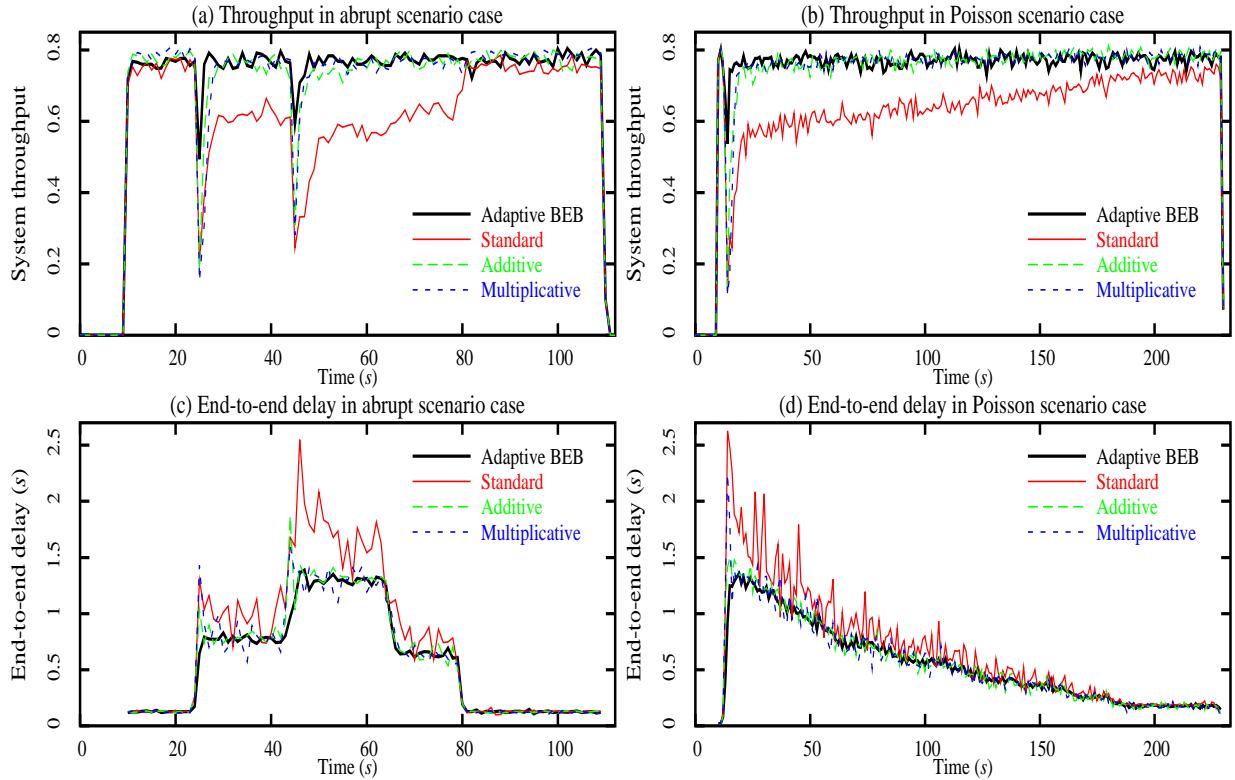 (a) Throughput in abrupt scenario case
System throughput
0.8
0.6
0.4
0.2
0
Adaptive BEB
Standard
Additive
Multiplicative
0 20 40 60 80 100
Time (s)
(b) Throughput in Poisson scenario case
System throughput
0.8
0.6
0.4
0.2
0
Adaptive BEB
Standard
Additive
Multiplicative
0 50 100 150 200
Time (s)
(c) End-to-end delay in abrupt scenario case
End-to-end delay (s)
2.5
2
1.5
1
0.5
0
Adaptive BEB
Standard
Additive
Multiplicative
0 20 40 60 80 100
Time (s)
(d) End-to-end delay in Poisson scenario case
End-to-end delay (s)
2.5
2
1.5
1
0.5
0
Adaptive BEB
Standard
Additive
Multiplicative
0 50 100 150 200
Time (s)